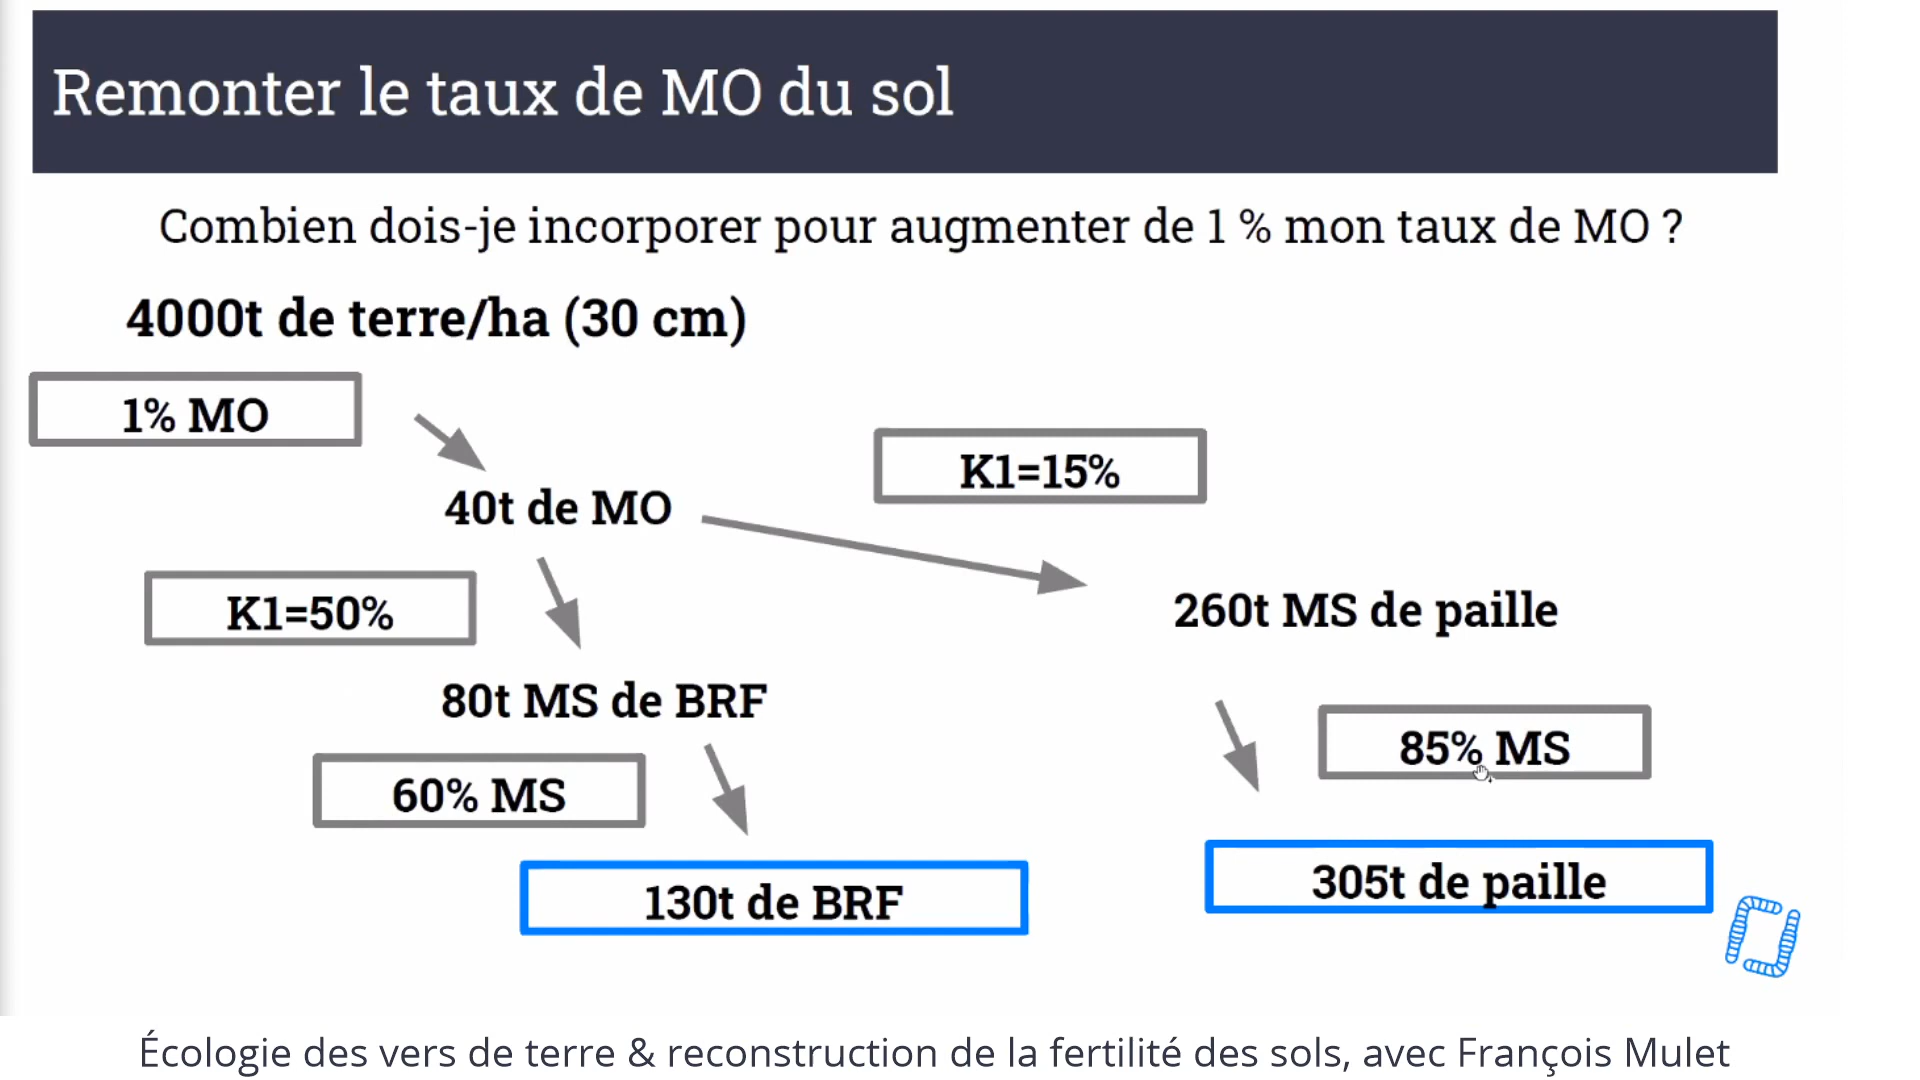 Remonter le taux de MO du sol
Combien dois-je incorporer pour augmenter de 1 % mon taux de MO ?
4000t de terre/ha (30 cm)
1% MO
K1=15%
40t de MO
K1=50%
260t MS de paille
80t MS de BRF
85% MS
60% MS
305t de paille
130t de BRF
Écologie des vers de terre & reconstruction de la fertilité des sols, avec François Mulet